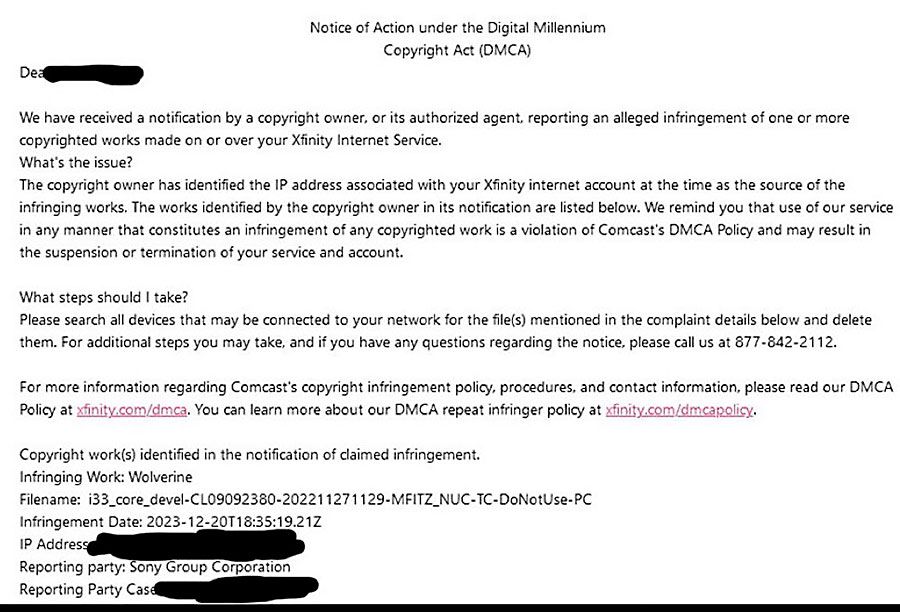 Notice of Action under the Digital Millennium
Copyright Act (DMCA)
Dea
We have received a notification by a copyright owner, or its authorized agent, reporting an alleged infringement of one or more
copyrighted works made on or over your Xfinity Internet Service.
What's the issue?
The copyright owner has identified the IP address associated with your Xfinity internet account at the time as the source of the
infringing works. The works identified by the copyright owner in its notification are listed below. We remind you that use of our service
in any manner that constitutes an infringement of any copyrighted work is a violation of Comcast's DMCA Policy and may result in
the suspension or termination of your service and account.
What steps should I take?
Please search all devices that may be connected to your network for the file(s) mentioned in the complaint details below and delete
them. For additional steps you may take, and if you have any questions regarding the notice, please call us at 877-842-2112.
For more information regarding Comcast's copyright infringement policy, procedures, and contact information, please read our DMCA
Policy at xfinity.com/dmca. You can learn more about our DMCA repeat infringer policy at xfinity.com/dmcapolicy.
Copyright work(s) identified in the notification of claimed infringement.
Infringing Work: Wolverine
Filename: i33_core_devel-CL09092380-202211271129-MFITZ_NUC-TC-DoNotUse-PC
Infringement Date: 2023-12-20T18:35:19.21Z
IP Address
Reporting party: Sony Group Corporation
Reporting Party Case